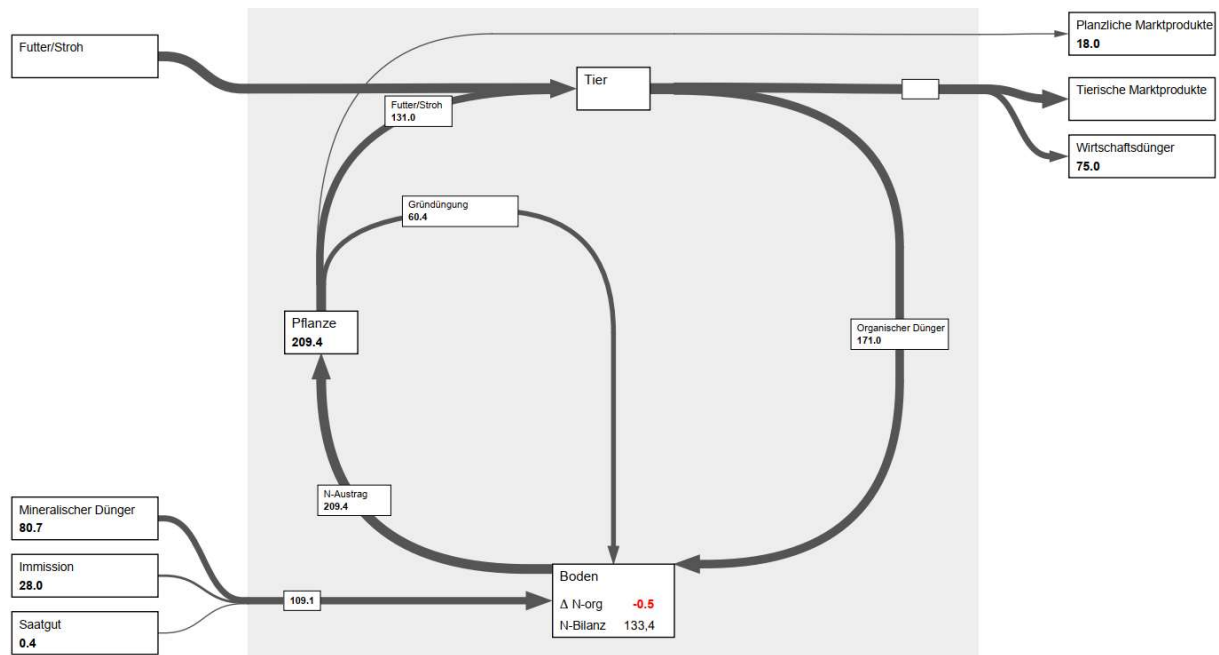 Futter/Stroh
Planzliche Marktprodukte
18.0
Tier
Tierische Marktprodukte
Futter/Stroh
131.0
Wirtschaftsdünger
75.0
Gründüngung
60.4
Pflanze
209.4
Organischer Dünger
171.0
N-Austrag
209.4
Mineralischer Dünger
80.7
Immission
28.0
Saatgut
0.4
109.1
Boden
Δ N-org -0.5
N-Bilanz 133,4